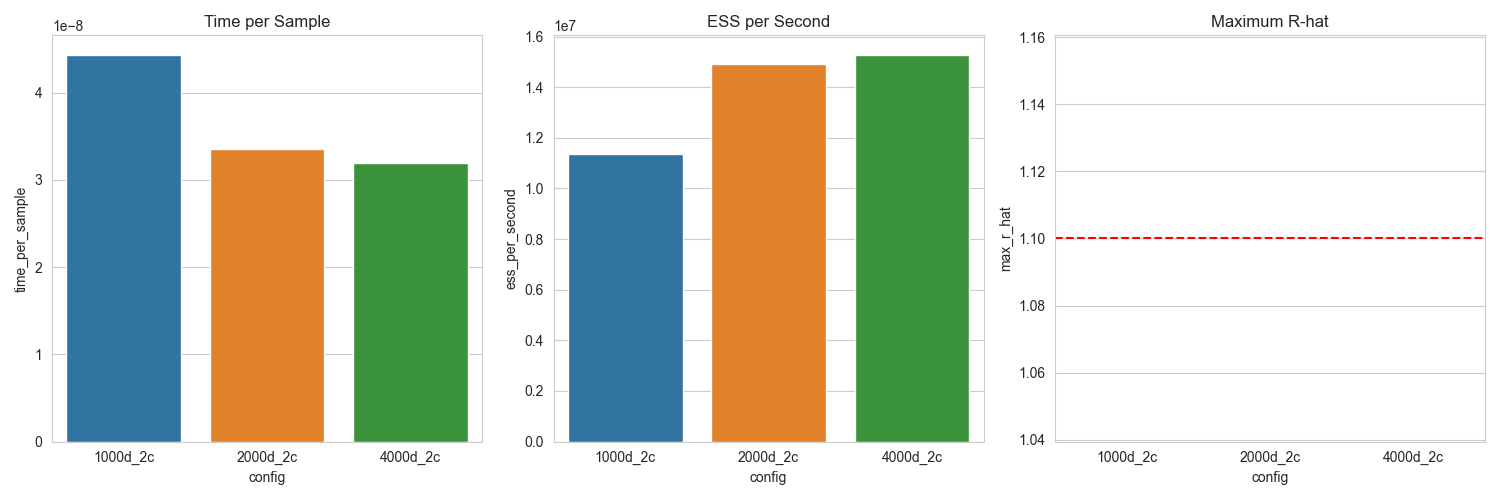 Time per Sample
1e−8
time_per_sample
4
3
2
1
0
1000d_2c 2000d_2c 4000d_2c
config
ESS per Second
1e7
ess_per_second
1.6
1.4
1.2
1.0
0.8
0.6
0.4
0.2
0.0
1000d_2c 2000d_2c 4000d_2c
config
Maximum R-hat
max_r_hat
1.16
1.14
1.12
1.10
1.08
1.06
1.04
1000d_2c 2000d_2c 4000d_2c
config